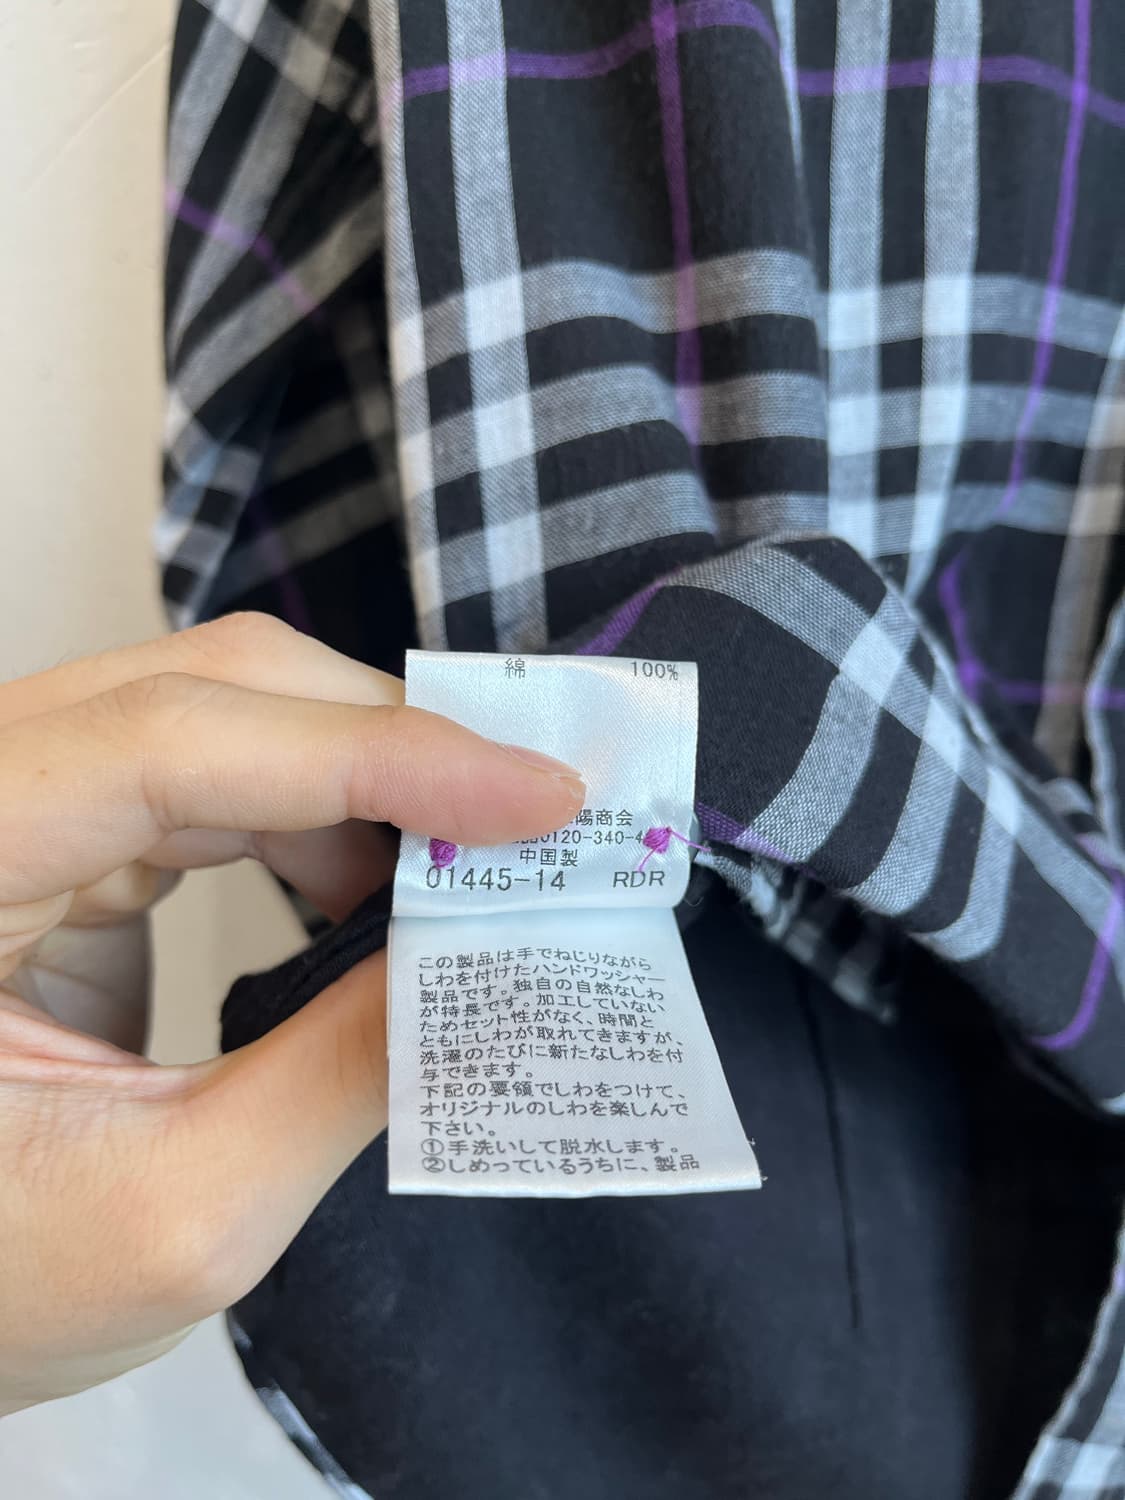 綿 100%
陽商会
0120-340-4
中国製
01445-14 RDR
この製品は手でねじりながら
しわを付けたハンドワッシャー
製品です。独自の自然なしわ
が特長です。加工していない
ためセット性がなく、時間と
ともにしわが取れてきますが、
洗濯のたびに新たなしわを付
与できます。
下記の要領でしわをつけて、
オリジナルのしわを楽しんで
下さい。
①手洗いして脱水します。
②しめっているうちに、製品